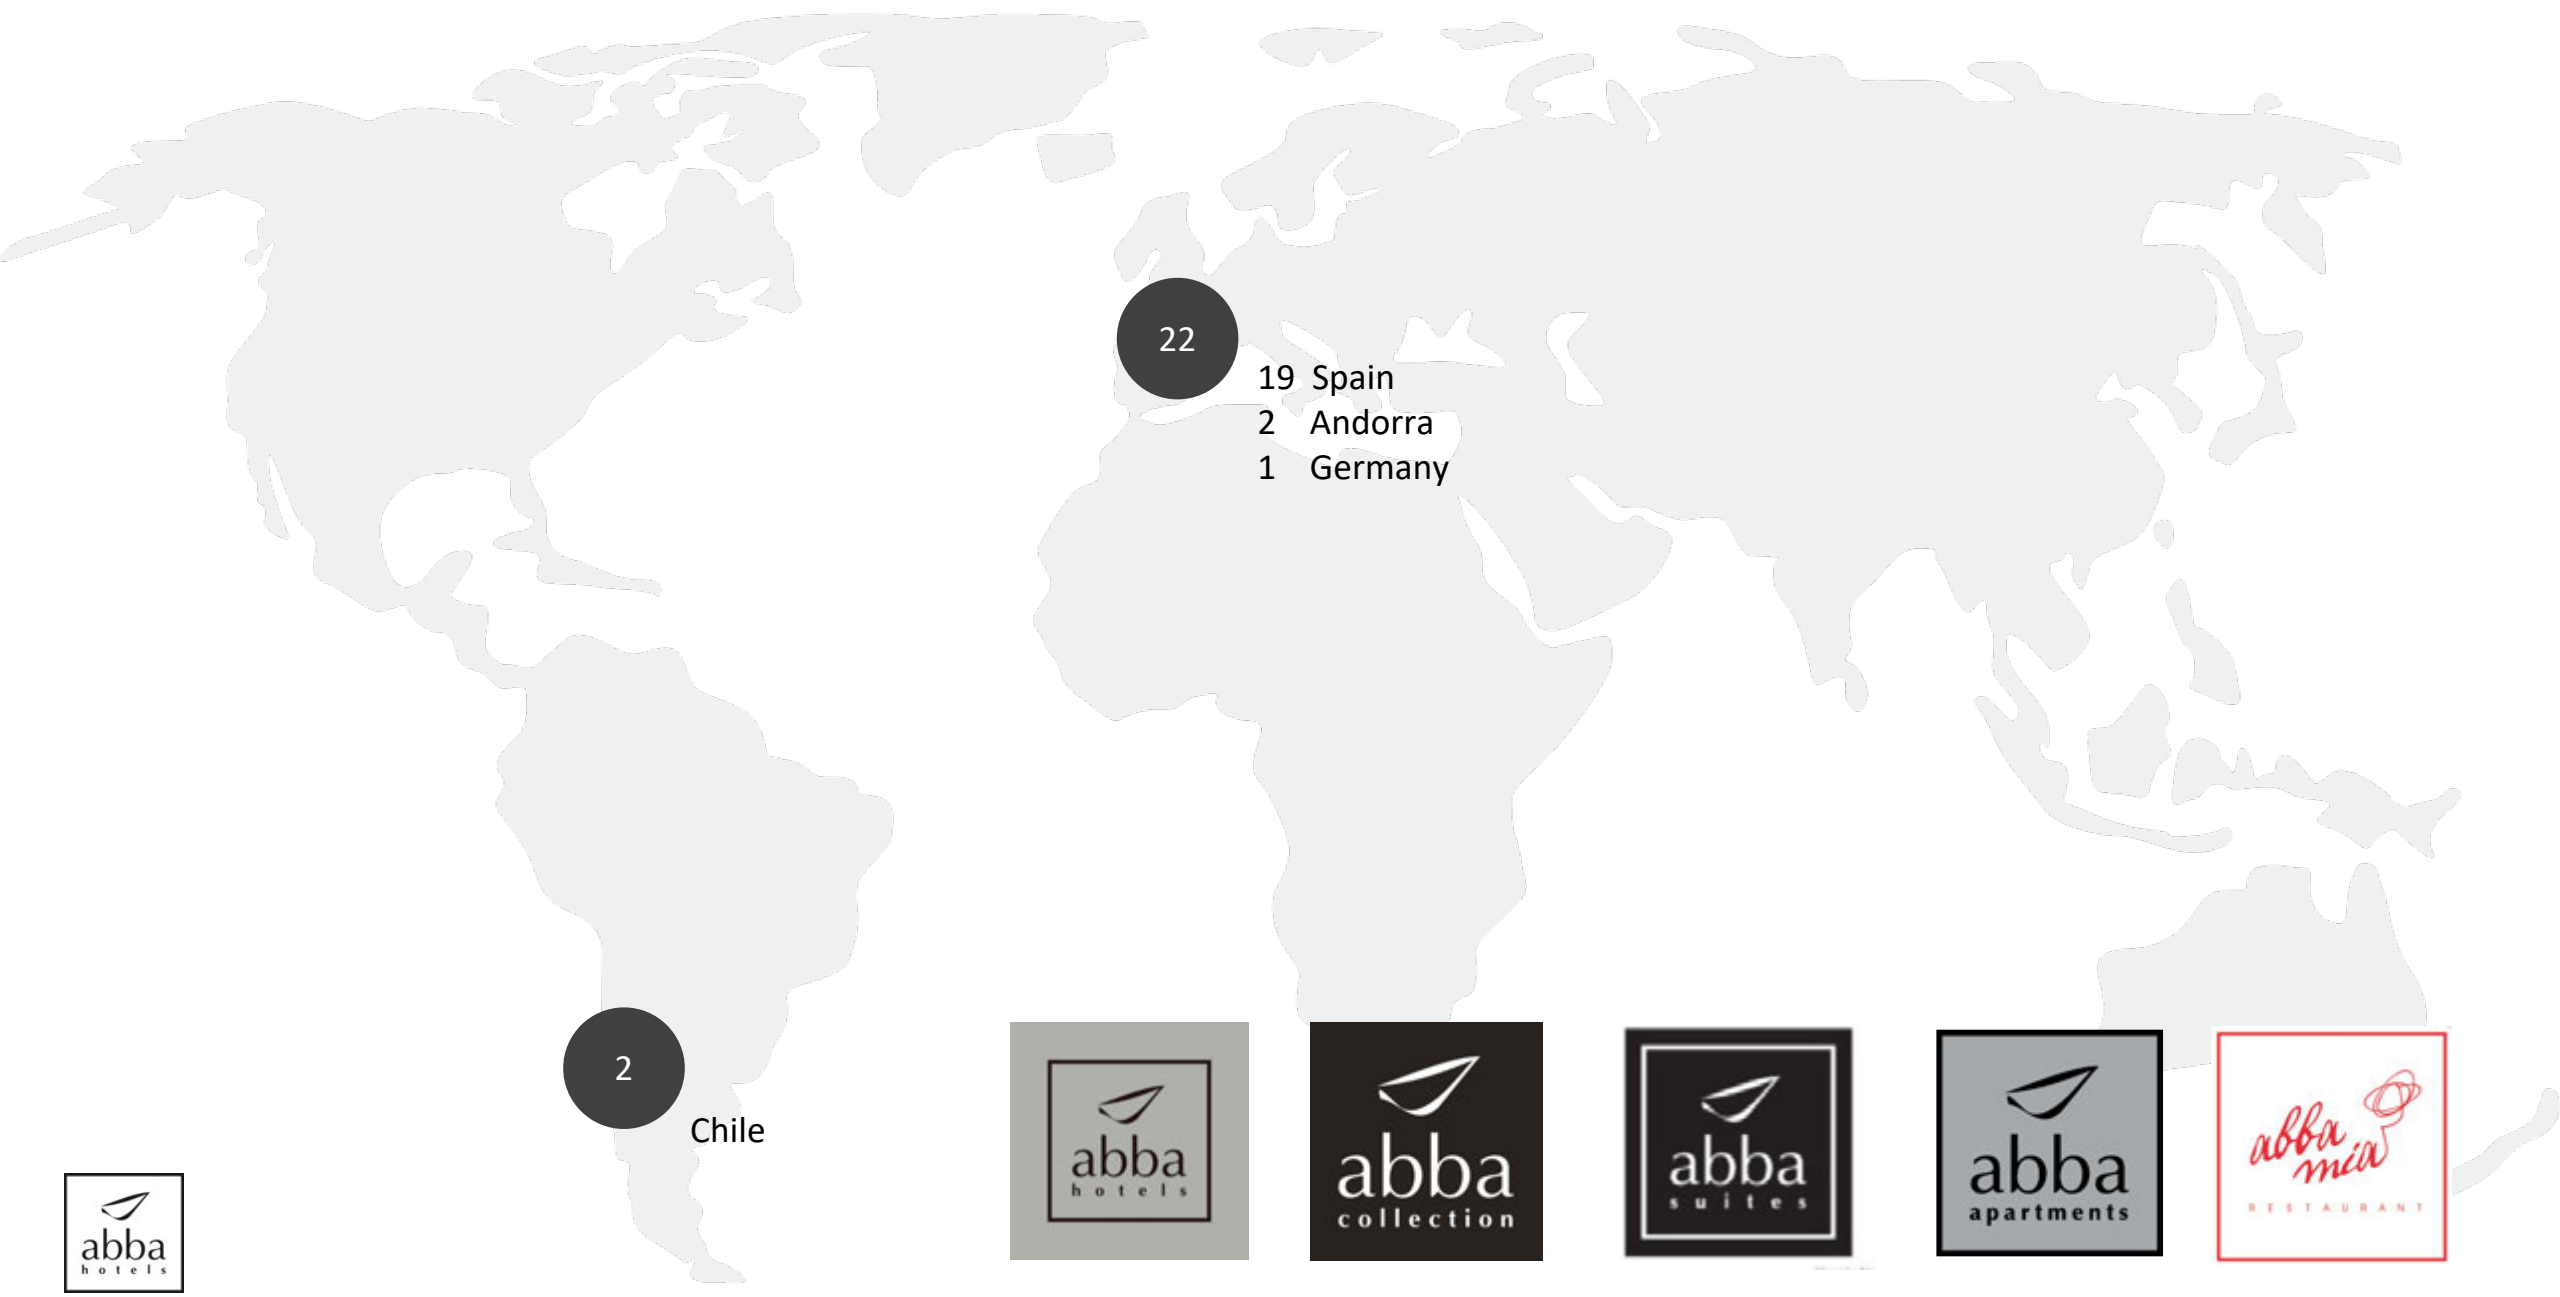 22
19 Spain
2 Andorra
1 Germany
2
Chile
abba
hotels
abba
hotels
abba
collection
abba
suites
abba
apartments
abba
mía
RESTAURANT